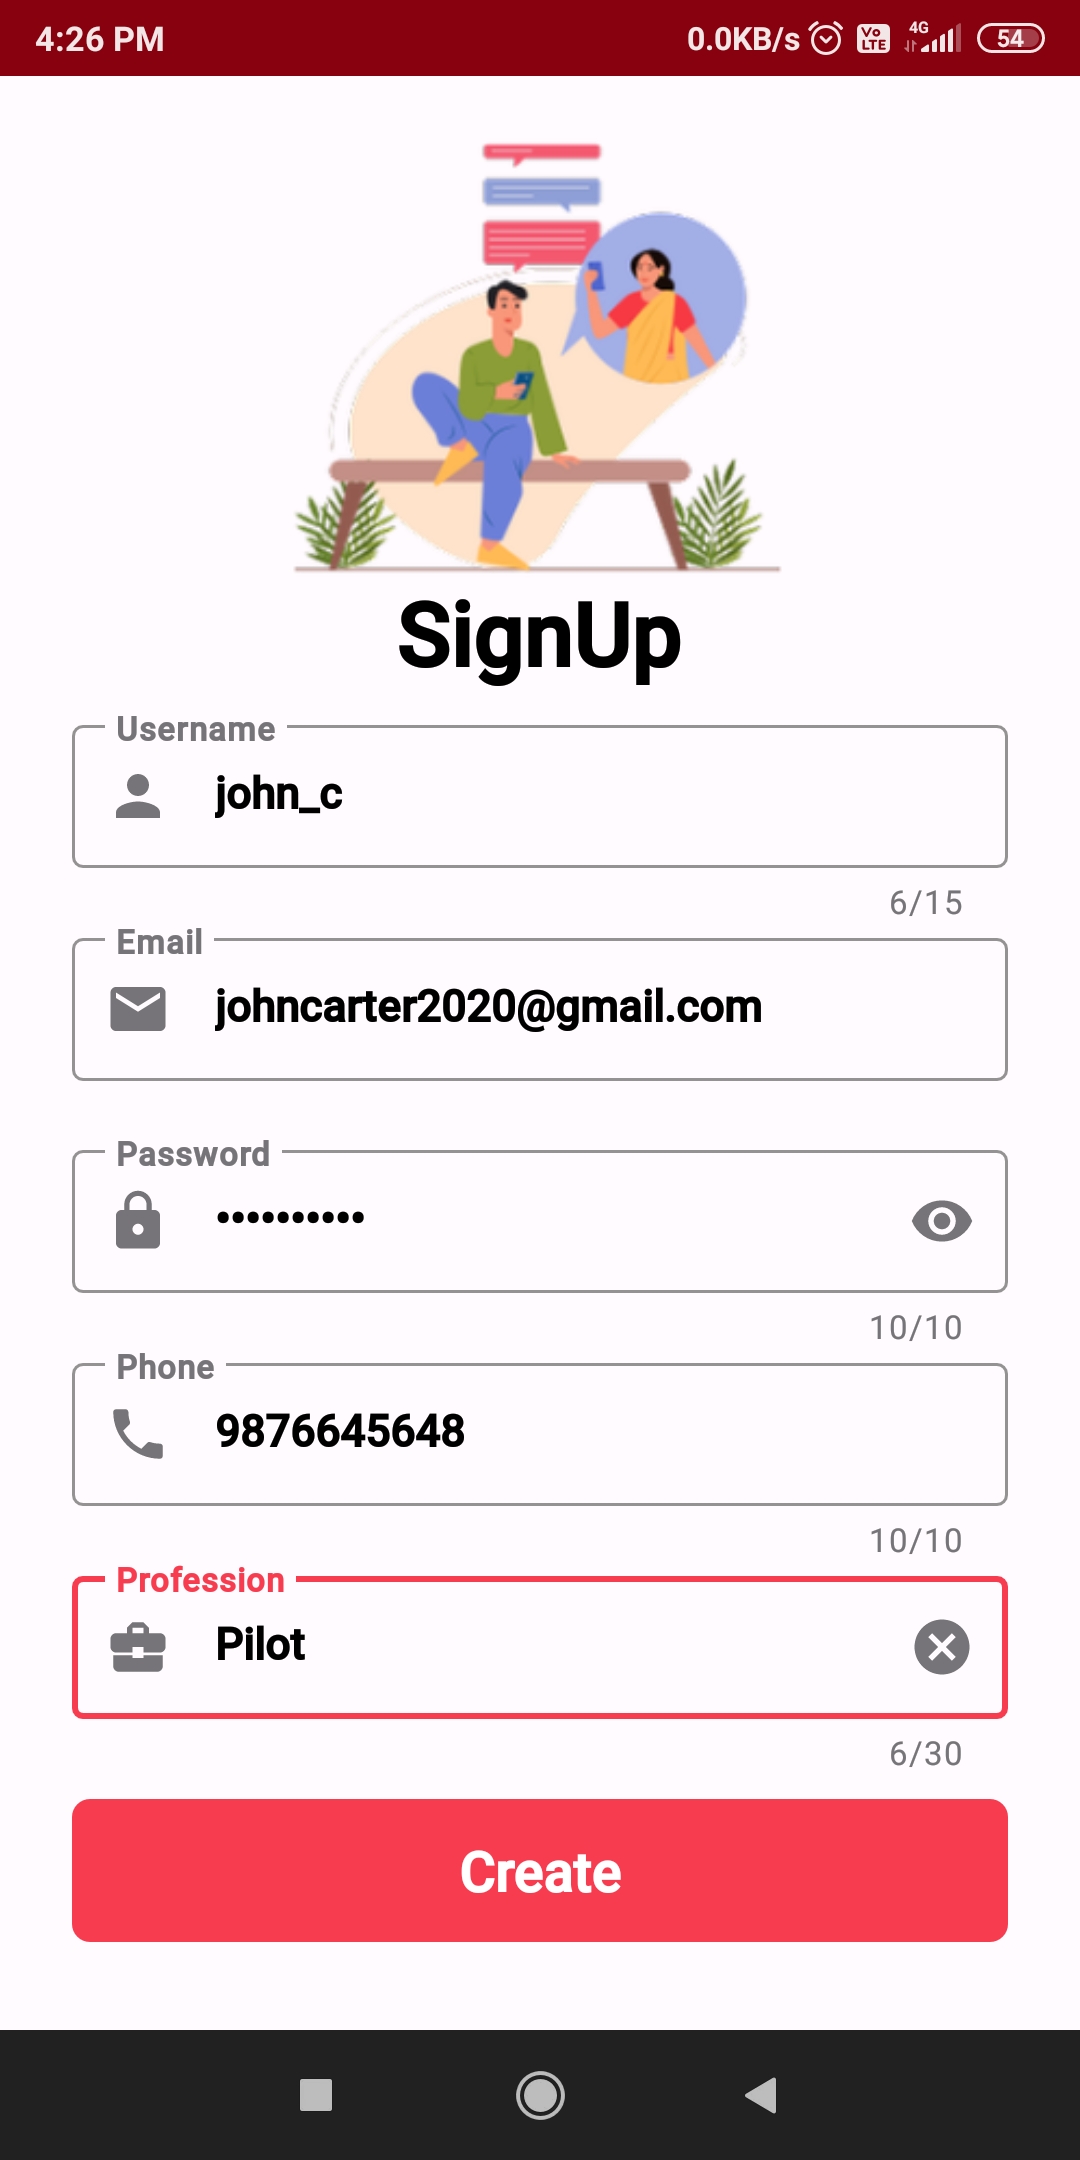 4:26 PM 0.0KB/s Vo LTE 4G 54
SignUp
Username
john_c
6/15
Email
johncarter2020@gmail.com
Password
••••••••••
10/10
Phone
9876645648
10/10
Profession
Pilot
6/30
Create